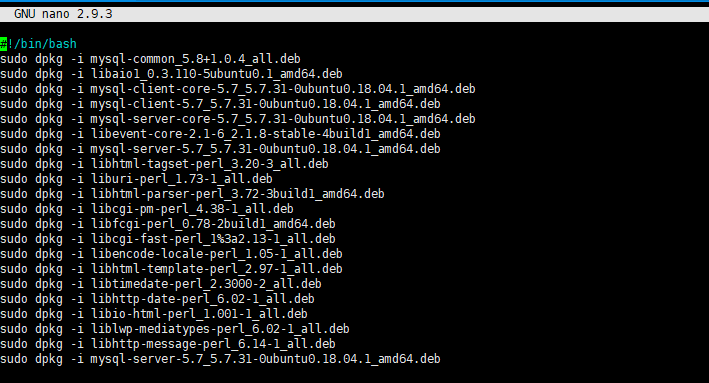 GNU nano 2.9.3
#!/bin/bash
sudo dpkg -i mysql-common_5.8+1.0.4_all.deb
sudo dpkg -i libaio1_0.3.110-5ubuntu0.1_amd64.deb
sudo dpkg -i mysql-client-core-5.7_5.7.31-0ubuntu0.18.04.1_amd64.deb
sudo dpkg -i mysql-client-5.7_5.7.31-0ubuntu0.18.04.1_amd64.deb
sudo dpkg -i mysql-server-core-5.7_5.7.31-0ubuntu0.18.04.1_amd64.deb
sudo dpkg -i libevent-core-2.1-6_2.1.8-stable-4build1_amd64.deb
sudo dpkg -i mysql-server-5.7_5.7.31-0ubuntu0.18.04.1_amd64.deb
sudo dpkg -i libhtml-tagset-perl_3.20-3_all.deb
sudo dpkg -i liburi-perl_1.73-1_all.deb
sudo dpkg -i libhtml-parser-perl_3.72-3build1_amd64.deb
sudo dpkg -i libcgi-pm-perl_4.38-1_all.deb
sudo dpkg -i libfcgi-perl_0.78-2build1_amd64.deb
sudo dpkg -i libcgi-fast-perl_1%3a2.13-1_all.deb
sudo dpkg -i libencode-locale-perl_1.05-1_all.deb
sudo dpkg -i libhtml-template-perl_2.97-1_all.deb
sudo dpkg -i libtimedate-perl_2.3000-2_all.deb
sudo dpkg -i libhttp-date-perl_6.02-1_all.deb
sudo dpkg -i libio-html-perl_1.001-1_all.deb
sudo dpkg -i liblwp-mediatypes-perl_6.02-1_all.deb
sudo dpkg -i libhttp-message-perl_6.14-1_all.deb
sudo dpkg -i mysql-server-5.7_5.7.31-0ubuntu0.18.04.1_amd64.deb